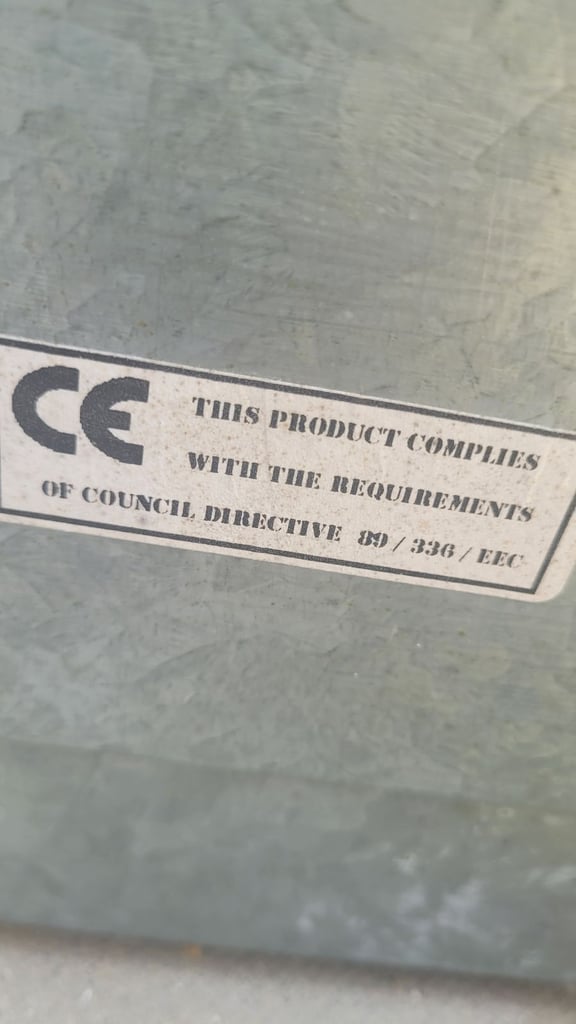 CE
THIS PRODUCT COMPLIES
WITH THE REQUIREMENTS
OF COUNCIL DIRECTIVE 89 / 336 / EEC